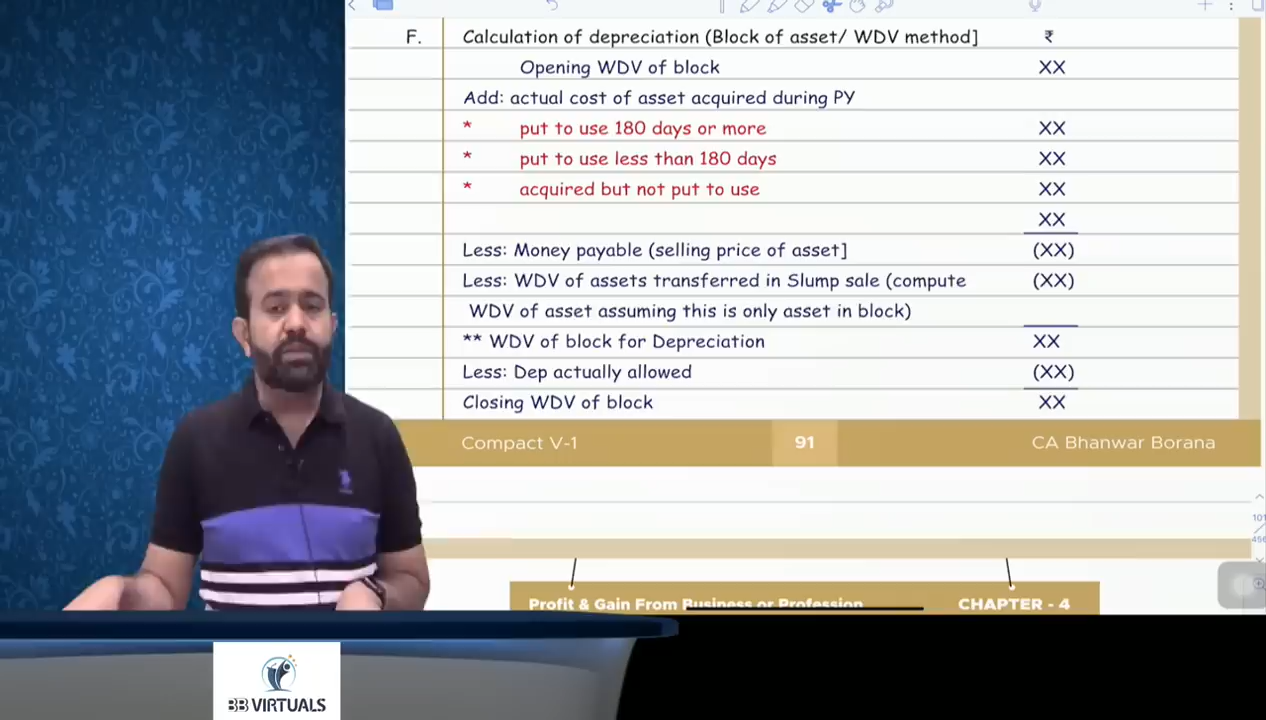 F. Calculation of depreciation (Block of asset/ WDV method] ₹
Opening WDV of block XX
Add: actual cost of asset acquired during PY
* put to use 180 days or more XX
* put to use less than 180 days XX
* acquired but not put to use XX
XX
Less: Money payable (selling price of asset] (XX)
Less: WDV of assets transferred in Slump sale (compute (XX)
WDV of asset assuming this is only asset in block)
** WDV of block for Depreciation XX
Less: Dep actually allowed (XX)
Closing WDV of block XX
Compact V-1 91 CA Bhanwar Borana
101
456
Profit & Gain From Business or Profession CHAPTER - 4
BB VIRTUALS